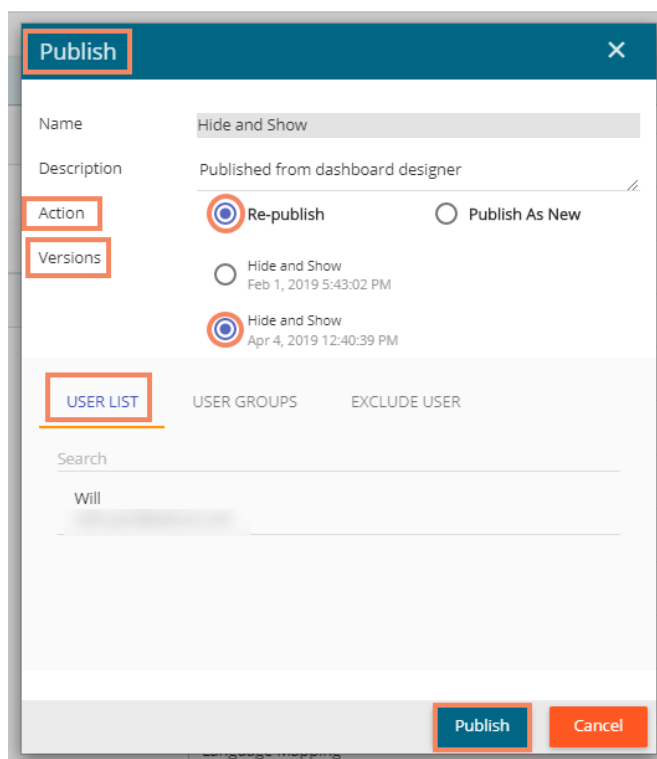 Publish ×
Name Hide and Show
Description Published from dashboard designer
Action Re-publish Publish As New
Versions Hide and Show
Feb 1, 2019 5:43:02 PM
Hide and Show
Apr 4, 2019 12:40:39 PM
USER LIST USER GROUPS EXCLUDE USER
Search
Will
Publish Cancel
Language Mapping